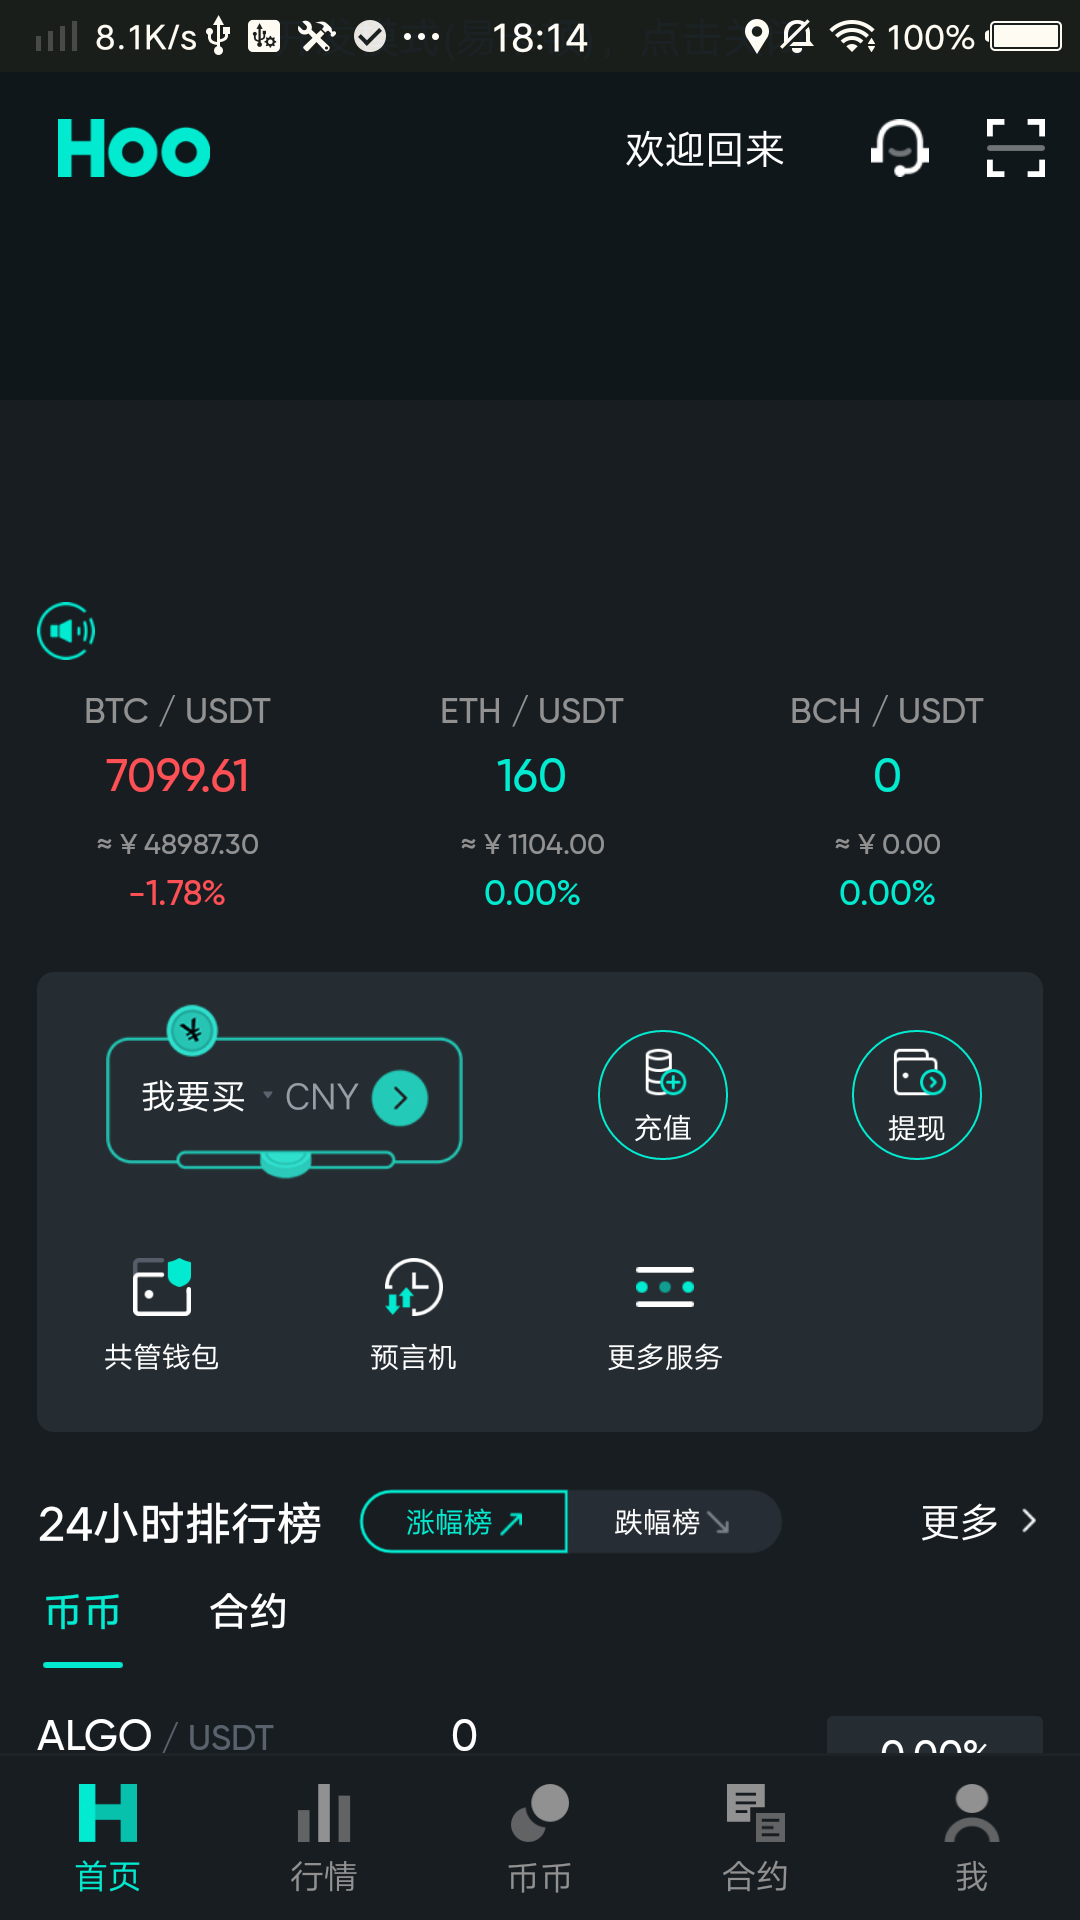 8.1K/s 18:14 100%
Hoo 欢迎回来
BTC / USDT ETH / USDT BCH / USDT
7099.61 160 0
≈ ¥ 48987.30 ≈ ¥ 1104.00 ≈ ¥ 0.00
-1.78% 0.00% 0.00%
我要买 CNY
充值 提现
共管钱包 预言机 更多服务
24小时排行榜 涨幅榜 跌幅榜 更多
币币 合约
ALGO / USDT 0 0.00%
首页 行情 币币 合约 我